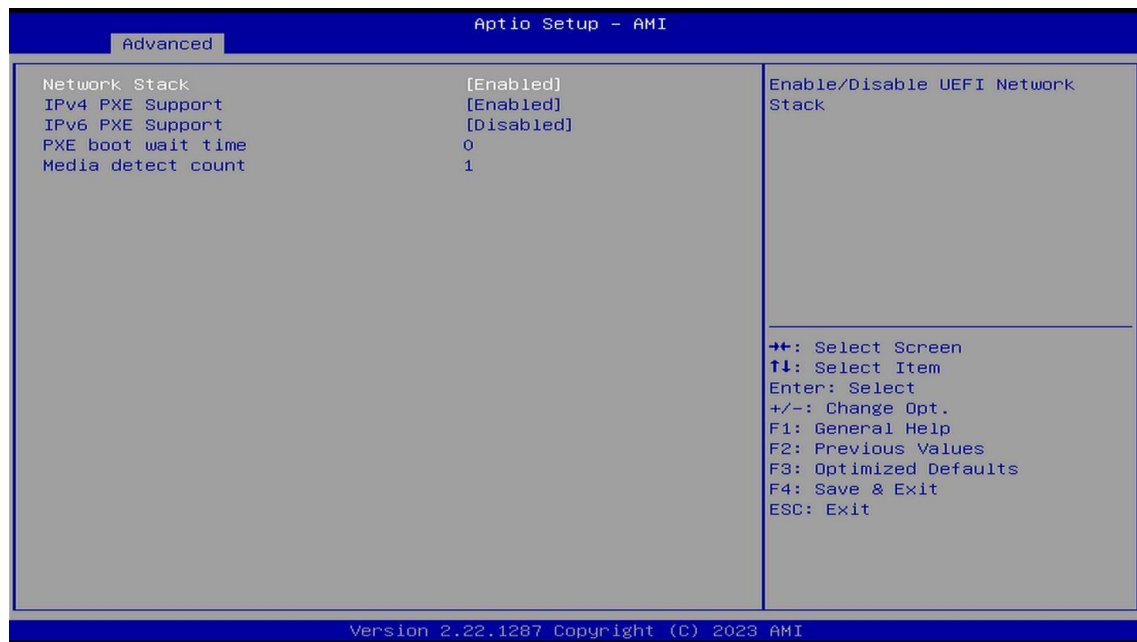 Aptio Setup – AMI
Advanced
Network Stack [Enabled]
IPv4 PXE Support [Enabled]
IPv6 PXE Support [Disabled]
PXE boot wait time 0
Media detect count 1
Enable/Disable UEFI Network
Stack
→←: Select Screen
↑↓: Select Item
Enter: Select
+/-: Change Opt.
F1: General Help
F2: Previous Values
F3: Optimized Defaults
F4: Save & Exit
ESC: Exit
Version 2.22.1287 Copyright (C) 2023 AMI